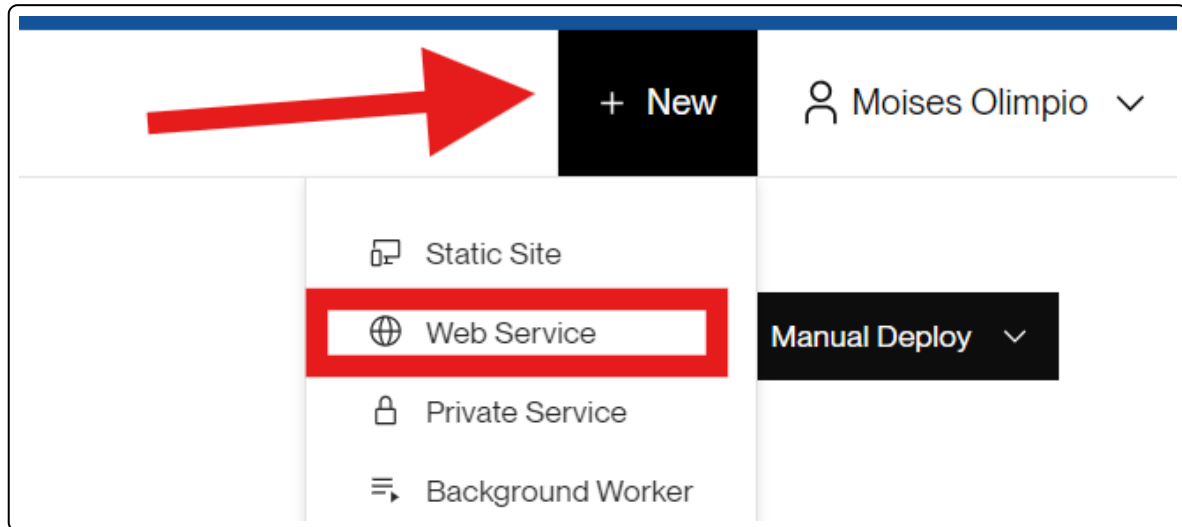 + New
Moises Olimpio
Static Site
Web Service
Manual Deploy
Private Service
Background Worker